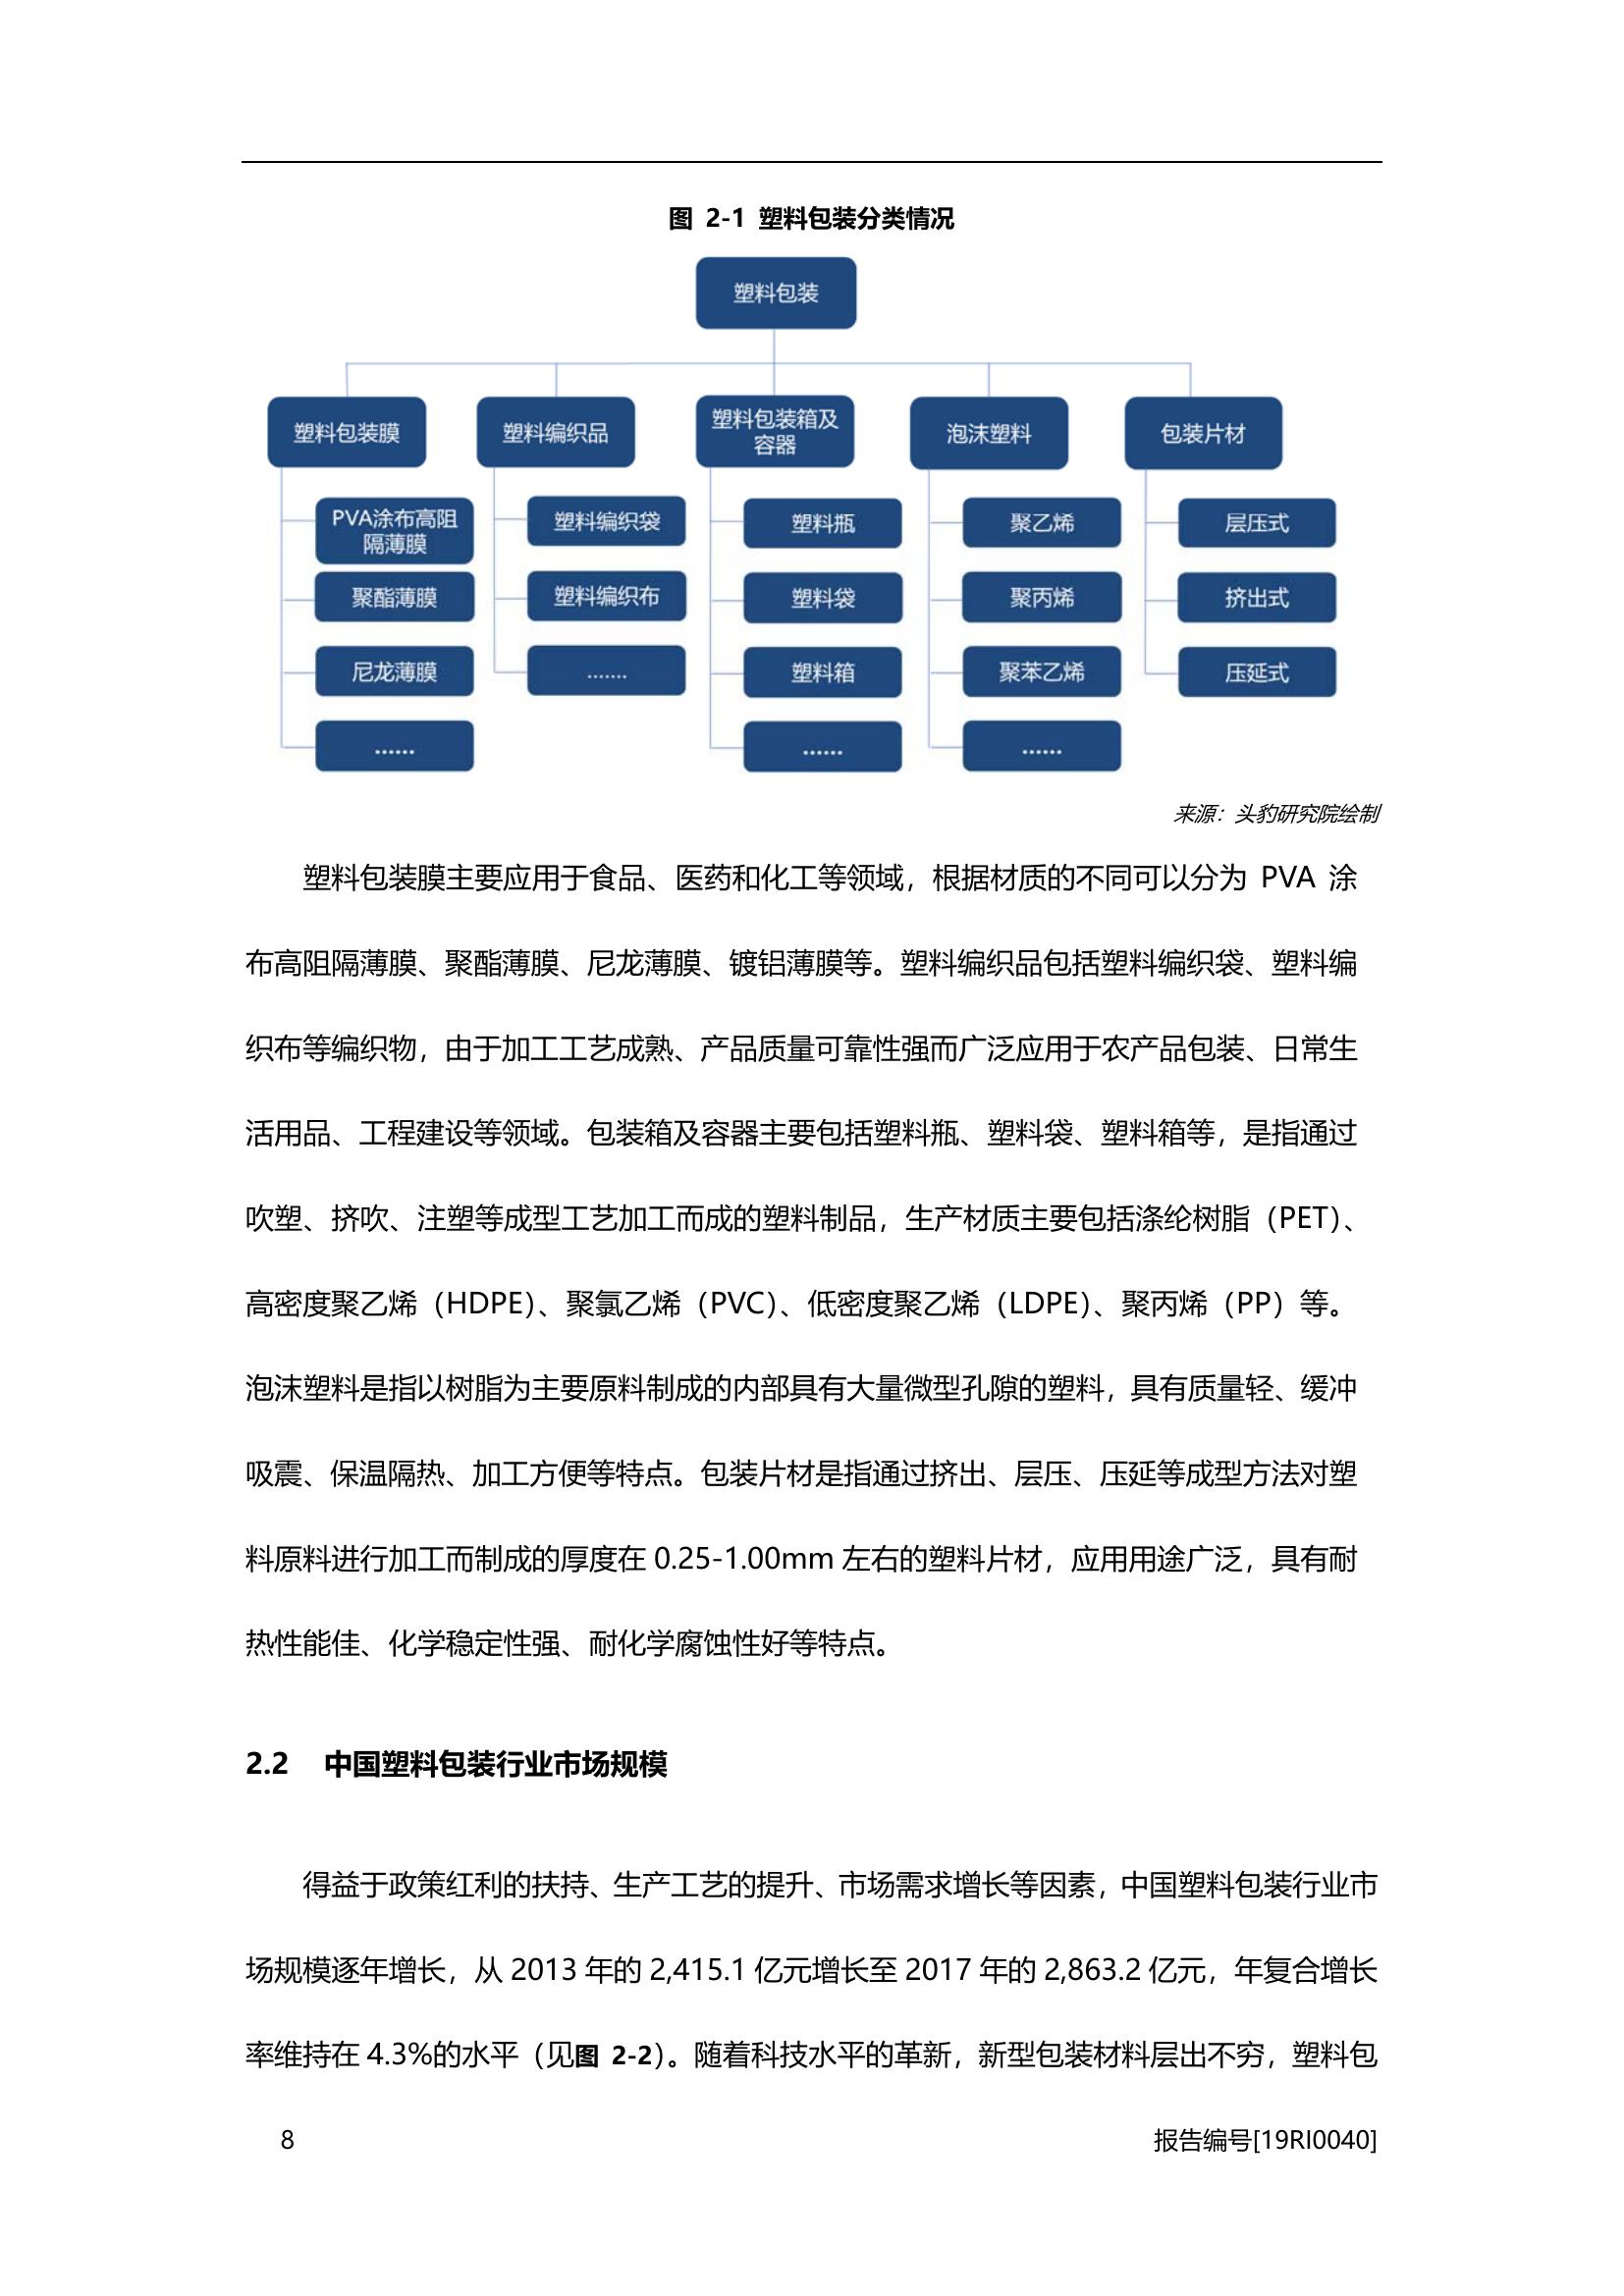 图 2-1 塑料包装分类情况
塑料包装
塑料包装膜
塑料编织品
塑料包装箱及
容器
泡沫塑料
包装片材
PVA涂布高阻
隔薄膜
聚酯薄膜
尼龙薄膜
......
塑料编织袋
塑料编织布
.......
塑料瓶
塑料袋
塑料箱
......
聚乙烯
聚丙烯
聚苯乙烯
......
层压式
挤出式
压延式
来源：头豹研究院绘制
塑料包装膜主要应用于食品、医药和化工等领域，根据材质的不同可以分为 PVA 涂
布高阻隔薄膜、聚酯薄膜、尼龙薄膜、镀铝薄膜等。塑料编织品包括塑料编织袋、塑料编
织布等编织物，由于加工工艺成熟、产品质量可靠性强而广泛应用于农产品包装、日常生
活用品、工程建设等领域。包装箱及容器主要包括塑料瓶、塑料袋、塑料箱等，是指通过
吹塑、挤吹、注塑等成型工艺加工而成的塑料制品，生产材质主要包括涤纶树脂（PET）、
高密度聚乙烯（HDPE）、聚氯乙烯（PVC）、低密度聚乙烯（LDPE）、聚丙烯（PP）等。
泡沫塑料是指以树脂为主要原料制成的内部具有大量微型孔隙的塑料，具有质量轻、缓冲
吸震、保温隔热、加工方便等特点。包装片材是指通过挤出、层压、压延等成型方法对塑
料原料进行加工而制成的厚度在 0.25-1.00mm 左右的塑料片材，应用用途广泛，具有耐
热性能佳、化学稳定性强、耐化学腐蚀性好等特点。
2.2 中国塑料包装行业市场规模
得益于政策红利的扶持、生产工艺的提升、市场需求增长等因素，中国塑料包装行业市
场规模逐年增长，从 2013 年的 2,415.1 亿元增长至 2017 年的 2,863.2 亿元，年复合增长
率维持在 4.3%的水平（见图 2-2）。随着科技水平的革新，新型包装材料层出不穷，塑料包
8
报告编号[19RI0040]